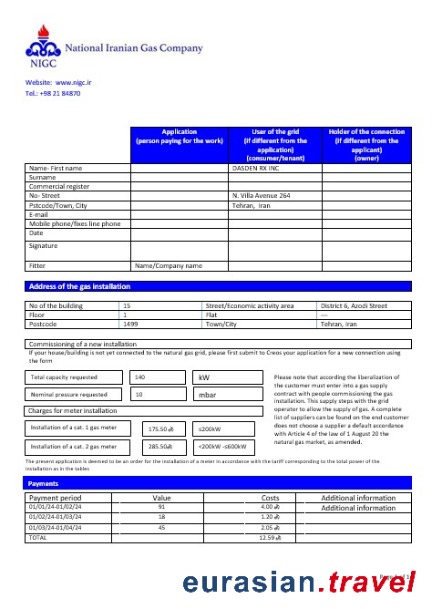 National Iranian Gas Company
NIGC
Website: www.nigc.ir
Tel.: +98 21 84870
Application (person paying for the work)
User of the grid (if different from the application) (consumer/tenant)
Holder of the connection (if different from the applicant) (owner)
Name- First name DASDEN RX INC
Surname
Commercial register
No- Street N. Villa Avenue 264
Pstcode/Town, City Tehran, Iran
E-mail
Mobile phone/fixes line phone
Date
Signature
Fitter Name/Company name
Address of the gas installation
No of the building 15 Street/Economic activity area District 6, Azodi Street
Floor 1 Flat ---
Postcode 1499 Town/City Tehran, Iran
Commissioning of a new installation
If your house/building is not yet connected to the natural gas grid, please first submit to Creos your application for a new connection using
the form
Total capacity requested 140 kW
Nominal pressure requested 10 mbar
Charges for meter installation
Installation of a cat. 1 gas meter 175.50 ≤200kW
Installation of a cat. 2 gas meter 285.50 <200kW -≤600kW
Please note that according the liberalization of
the customer must enter into a gas supply
contract with people commissioning the gas
installation. This supply steps with the grid
operator to allow the supply of gas. A complete
list of suppliers can be found on the end customer
does not choose a supplier a default accordance
with Article 4 of the law of 1 August 20 the
natural gas market, as amended.
The present application is deemed to be an order for the installation of a meter in accordance with the tariff corresponding to the total power of the
installation as in the tables
Payments
Payment period Value Costs Additional information
01/01/24-01/02/24 91 4.00 Additional information
01/02/24-01/03/24 18 1.20
01/03/24-01/04/24 45 2.05
TOTAL 12.59
eurasian.travel